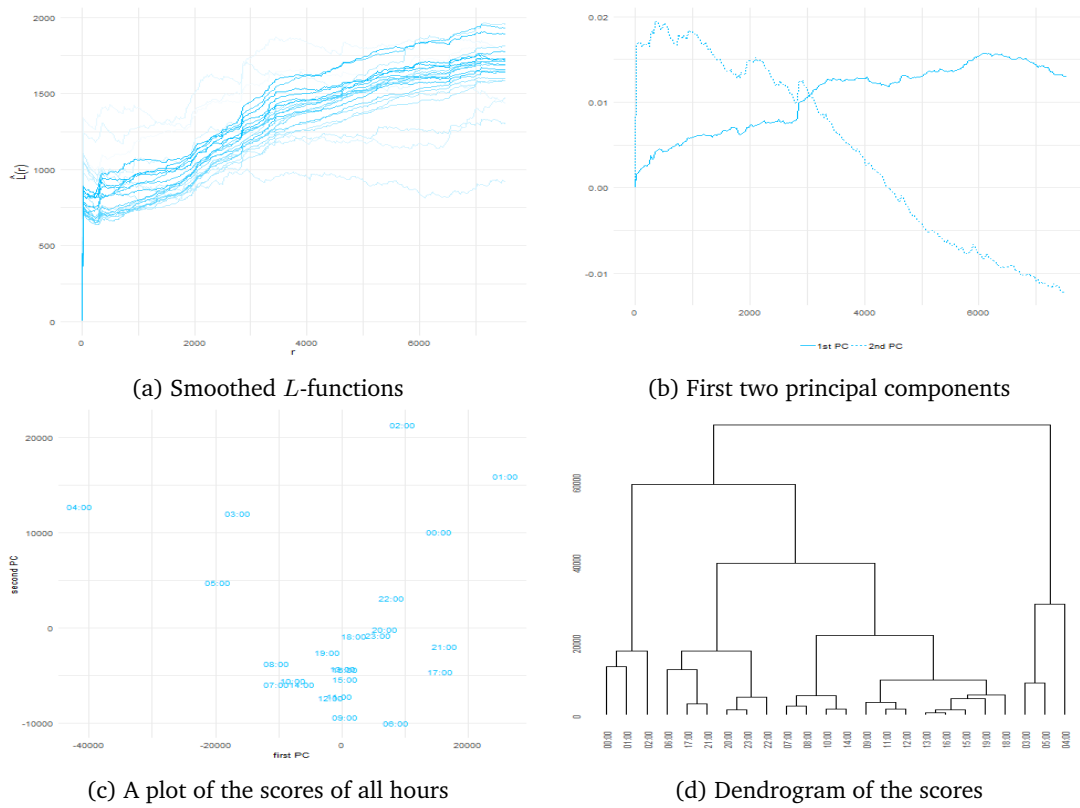 2000
1500
1000
500
0
L̂(r)
0 2000 4000 6000
r
(a) Smoothed L-functions
0.02
0.01
0.00
-0.01
0 2000 4000 6000
1st PC 2nd PC
(b) First two principal components
20000
10000
0
-10000
second PC
02:00
01:00
04:00
03:00
00:00
05:00
22:00
20:00
18:00 23:00
21:00
19:00
08:00
17:00
15:00
10:00
07:00 14:00
12:00 11:00
09:00
06:00
-40000 -20000 0 20000
first PC
(c) A plot of the scores of all hours
60000
40000
20000
0
00:00 01:00 02:00 06:00 17:00 21:00 20:00 23:00 22:00 07:00 08:00 10:00 14:00 09:00 11:00 12:00 13:00 16:00 15:00 19:00 18:00 03:00 05:00 04:00
(d) Dendrogram of the scores